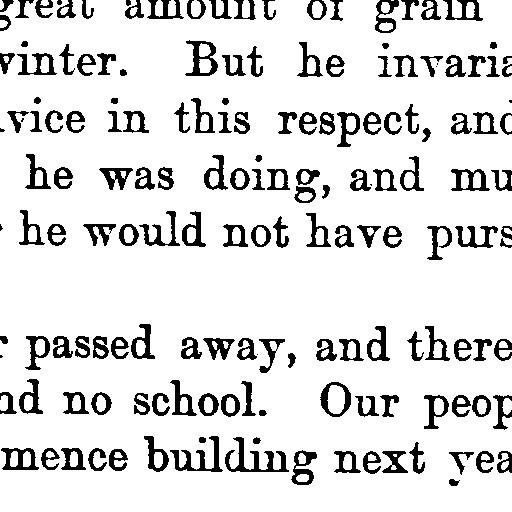 great amount of grain
winter. But he invaria
vice in this respect, and
he was doing, and mu
he would not have purs
r passed away, and there
nd no school. Our peop
mence building next yea